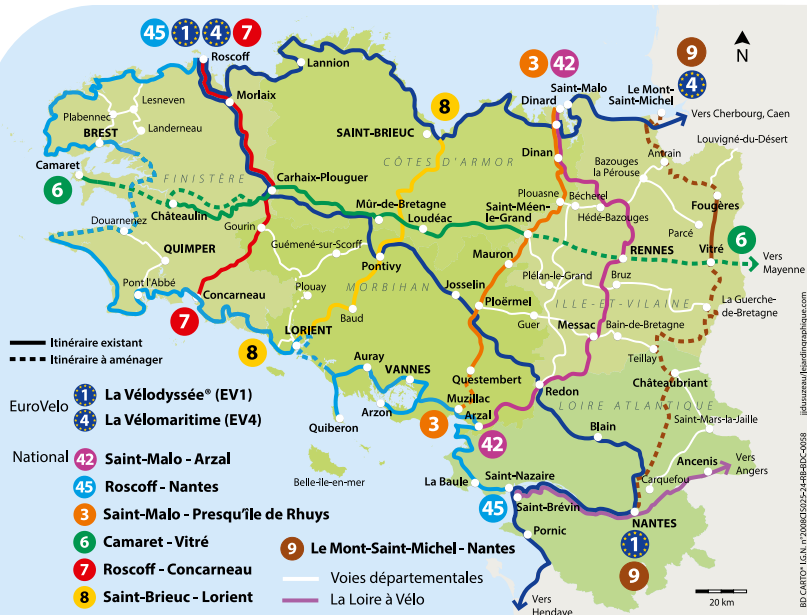 45 1 4 7
Roscoff
Lannion
Morlaix
Plabennec
Lesneven
Landerneau
BREST
Camaret
6
FINISTÈRE
Châteaulin
Carhaix-Plouguer
Douarnenez
QUIMPER
Gourin
Pont l'Abbé
Concarneau
7
8
SAINT-BRIEUC
CÔTES D'ARMOR
Mûr-de-Bretagne
Loudéac
Guémené-sur-Scorff
Pontivy
MORBIHAN
Plouay
Baud
LORIENT
8
Auray
VANNES
Quiberon
Arzon
Belle-Île-en-mer
3 42
Dinard
Saint-Malo
Dinan
Plouasne
Bécherel
Hédé-Bazouges
Saint-Méen-
le-Grand
Mauron
Plélan-le-Grand
Josselin
Ploërmel
Guer
Questembert
Muzillac
Arzal
3
42
9
4
Le Mont-
Saint-Michel
N
Vers Cherbourg, Caen
Louvigné-du-Désert
Antrain
Bazouges
la Pérouse
Fougères
Parcé
Vitré
6
Vers
Mayenne
RENNES
Bruz
ILLE-ET-VILAINE
La Guerche-
de-Bretagne
Messac
Bain-de-Bretagne
Teillay
Redon
LOIRE ATLANTIQUE
Châteaubriant
Blain
Saint-Mars-la-Jaille
La Baule
Saint-Nazaire
45
Saint-Brévin
Pornic
Carquefou
Ancenis
Vers
Angers
NANTES
1
9
Vers
Hendaye
20 km
Itinéraire existant
Itinéraire à aménager
EuroVelo
1 La Vélodyssée® (EV1)
4 La Vélomaritime (EV4)
National
42 Saint-Malo - Arzal
45 Roscoff - Nantes
3 Saint-Malo - Presqu'île de Rhuys
6 Camaret - Vitré
7 Roscoff - Concarneau
8 Saint-Brieuc - Lorient
9 Le Mont-Saint-Michel - Nantes
Voies départementales
La Loire à Vélo